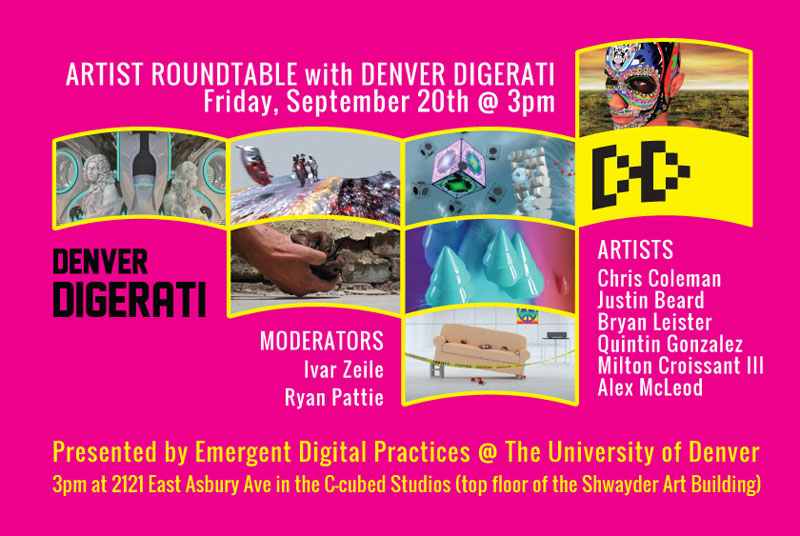 ARTIST ROUNDTABLE with DENVER DIGERATI
Friday, September 20th @ 3pm
DENVER
DIGERATI
MODERATORS
Ivar Zeile
Ryan Pattie
ARTISTS
Chris Coleman
Justin Beard
Bryan Leister
Quintin Gonzalez
Milton Croissant III
Alex McLeod
Presented by Emergent Digital Practices @ The University of Denver
3pm at 2121 East Asbury Ave in the C-cubed Studios (top floor of the Shwayder Art Building)